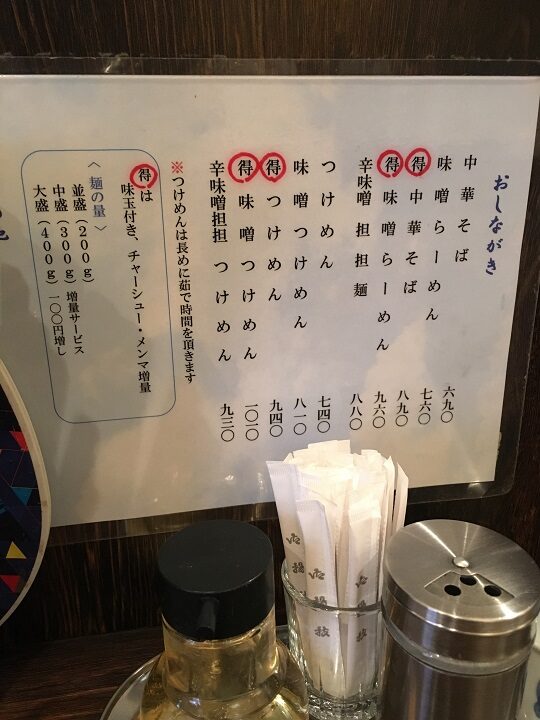 おしながき
中華そば 六九〇
味噌らーめん 七六〇
得 中華そば 八九〇
得 味噌らーめん 九六〇
辛味噌担担麺 八八〇
つけめん 七四〇
味噌つけめん 八一〇
得 つけめん 九四〇
得 味噌つけめん 一〇一〇
辛味噌担担つけめん 九三〇
※つけめんは長めに茹で時間を頂きます
得は
味玉付き、チャーシュー・メンマ増量
〈麺の量〉
並盛(200g)
中盛(300g)増量サービス
大盛(400g)一〇〇円増し